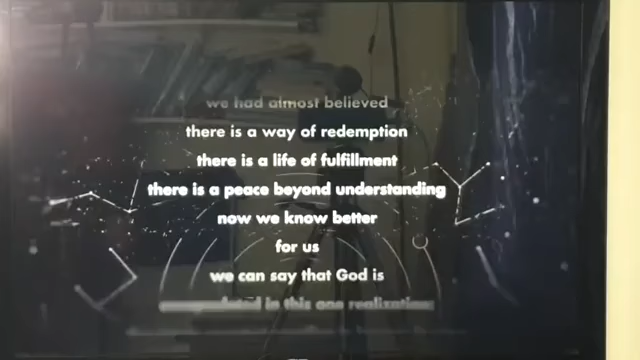 we had almost believed
there is a way of redemption
there is a life of fulfillment
there is a peace beyond understanding
now we know better
for us
we can say that God is
in this one realization